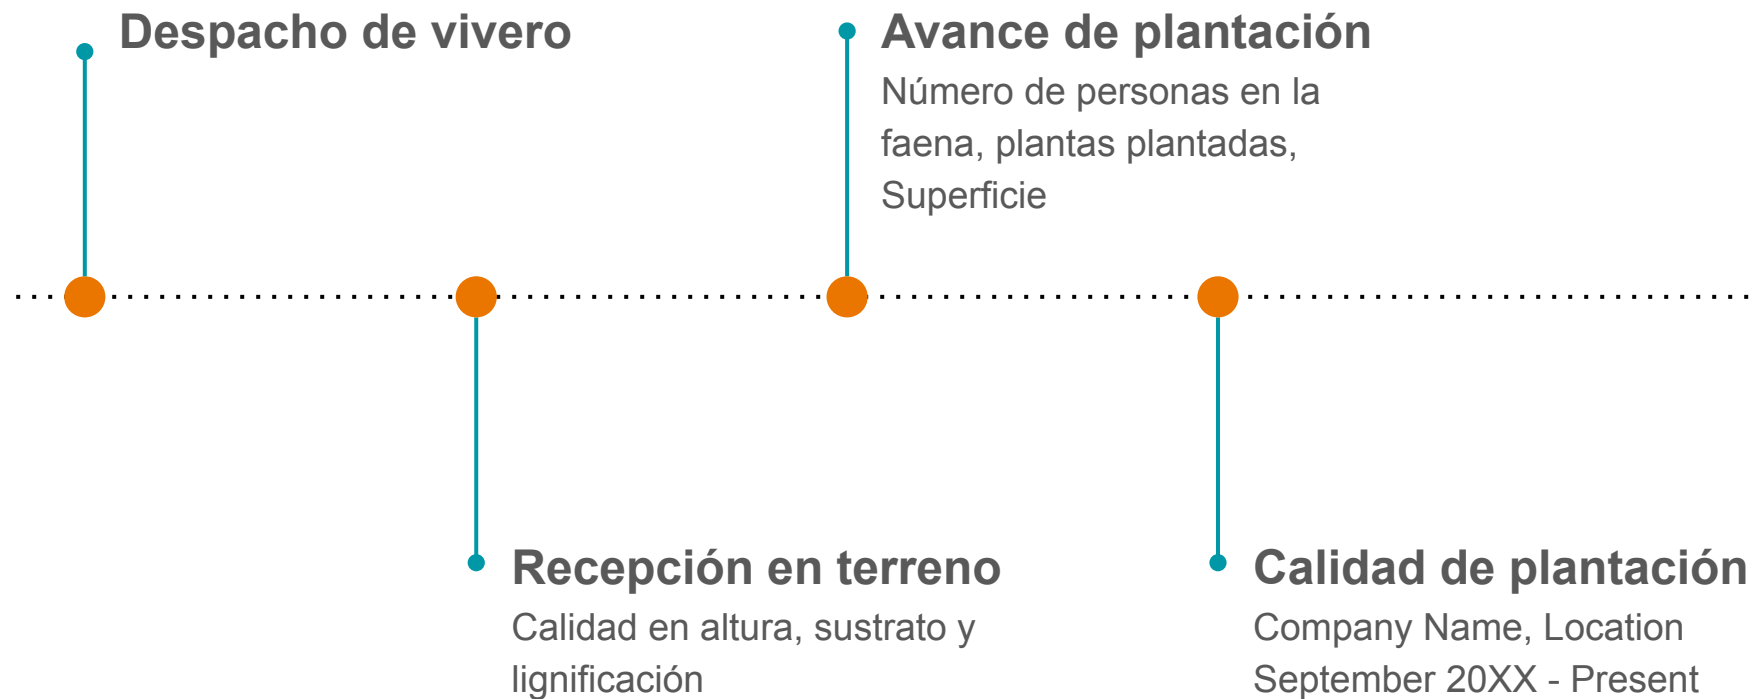 Despacho de vivero
Avance de plantación
Número de personas en la
faena, plantas plantadas,
Superficie
Recepción en terreno
Calidad en altura, sustrato y
lignificación
Calidad de plantación
Company Name, Location
September 20XX - Present